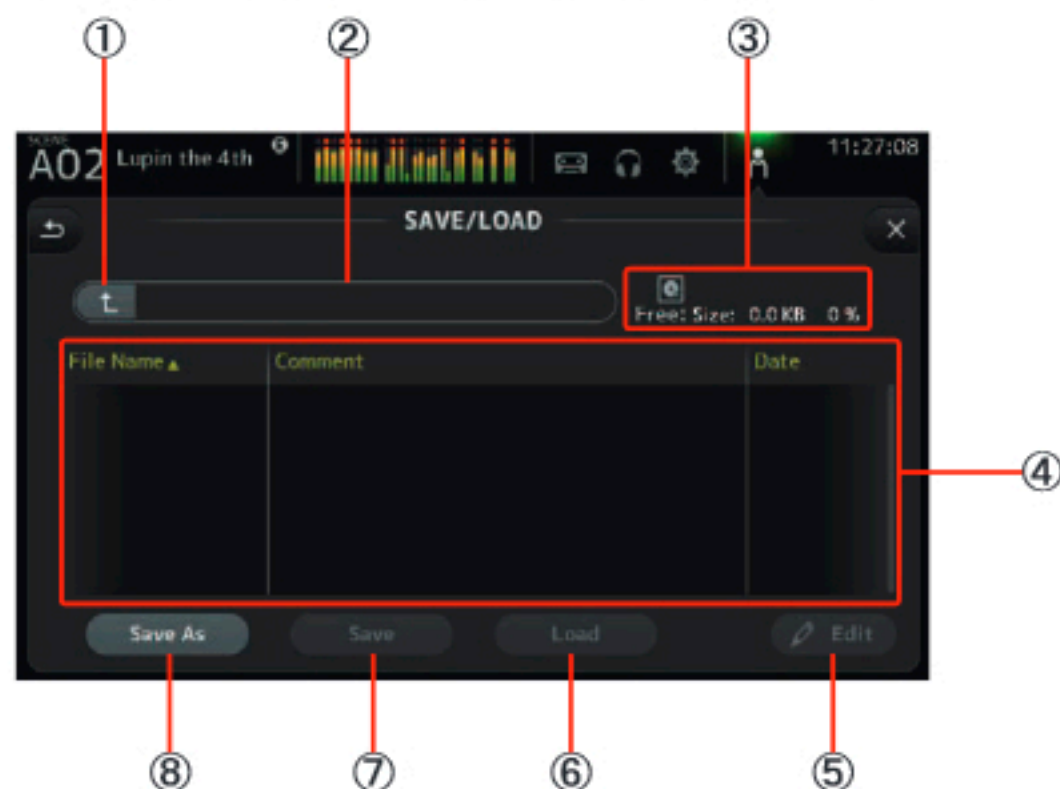 ① ② ③
SCENE
A02 Lupin the 4th 11:27:08
SAVE/LOAD
Free: Size: 0.0 KB 0 %
File Name▲ Comment Date
④
Save As Save Load Edit
⑧ ⑦ ⑥ ⑤